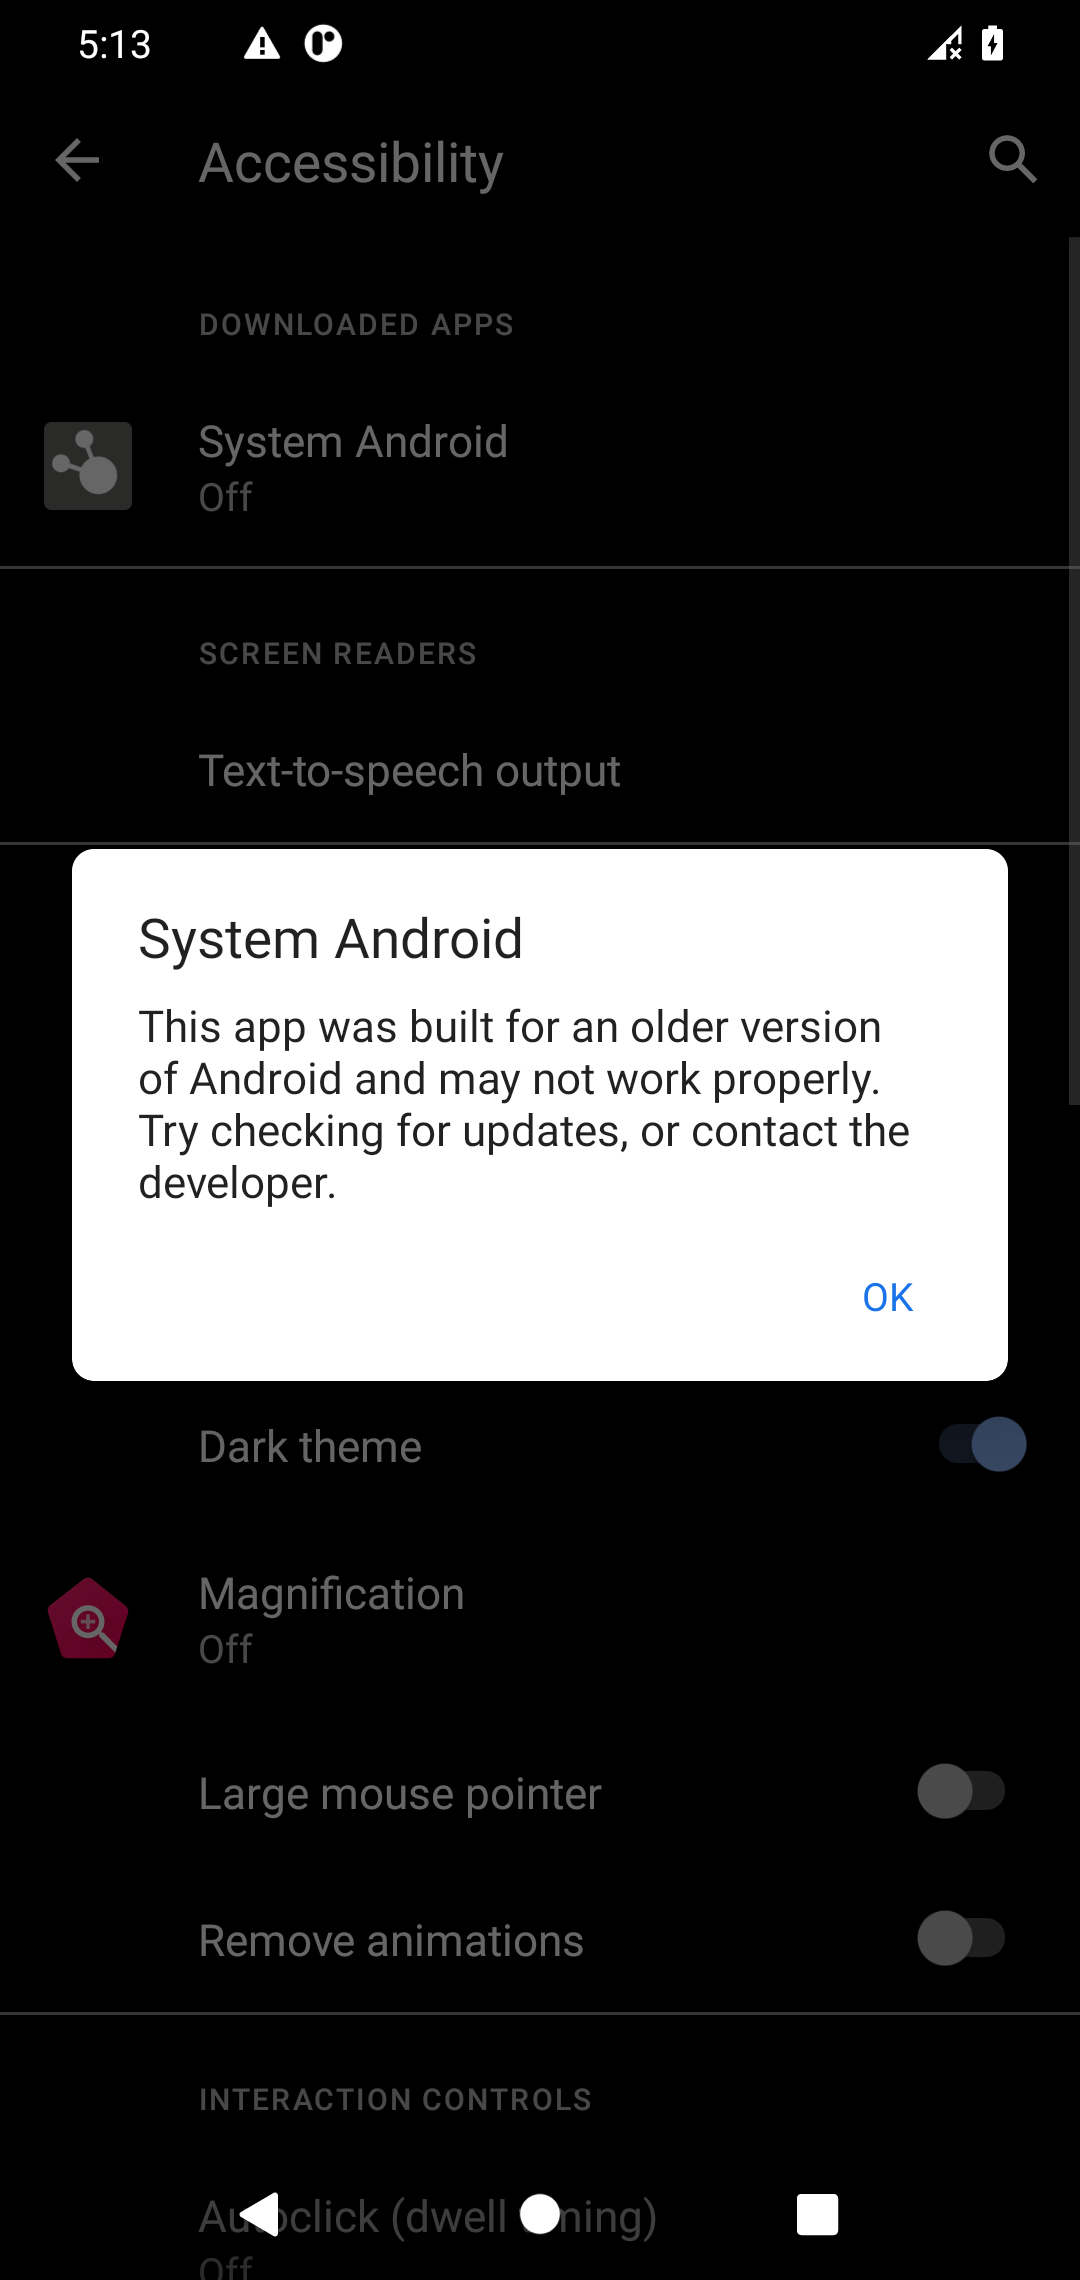 5:13
Accessibility
DOWNLOADED APPS
System Android
Off
SCREEN READERS
Text-to-speech output
System Android
This app was built for an older version
of Android and may not work properly.
Try checking for updates, or contact the
developer.
OK
Dark theme
Magnification
Off
Large mouse pointer
Remove animations
INTERACTION CONTROLS
(dwell
Off